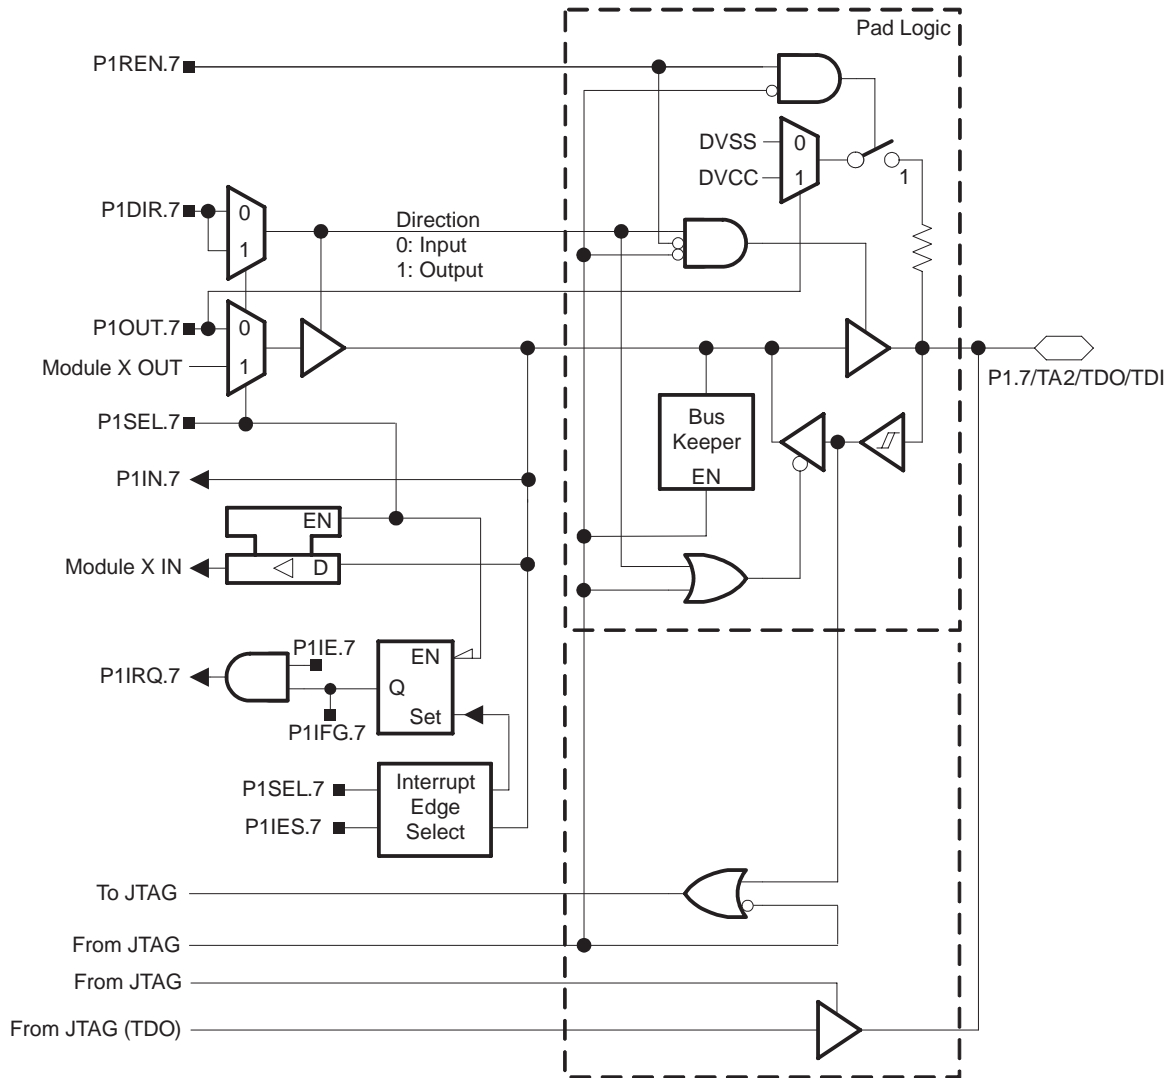 Pad Logic
P1REN.7
DVSS
0
DVCC
1
1
P1DIR.7
0
1
Direction
0: Input
1: Output
P1OUT.7
0
Module X OUT
1
P1.7/TA2/TDO/TDI
P1SEL.7
Bus
Keeper
EN
P1IN.7
EN
Module X IN
D
P1IE.7
EN
P1IRQ.7
Q
Set
P1IFG.7
P1SEL.7
P1IES.7
Interrupt
Edge
Select
To JTAG
From JTAG
From JTAG
From JTAG (TDO)